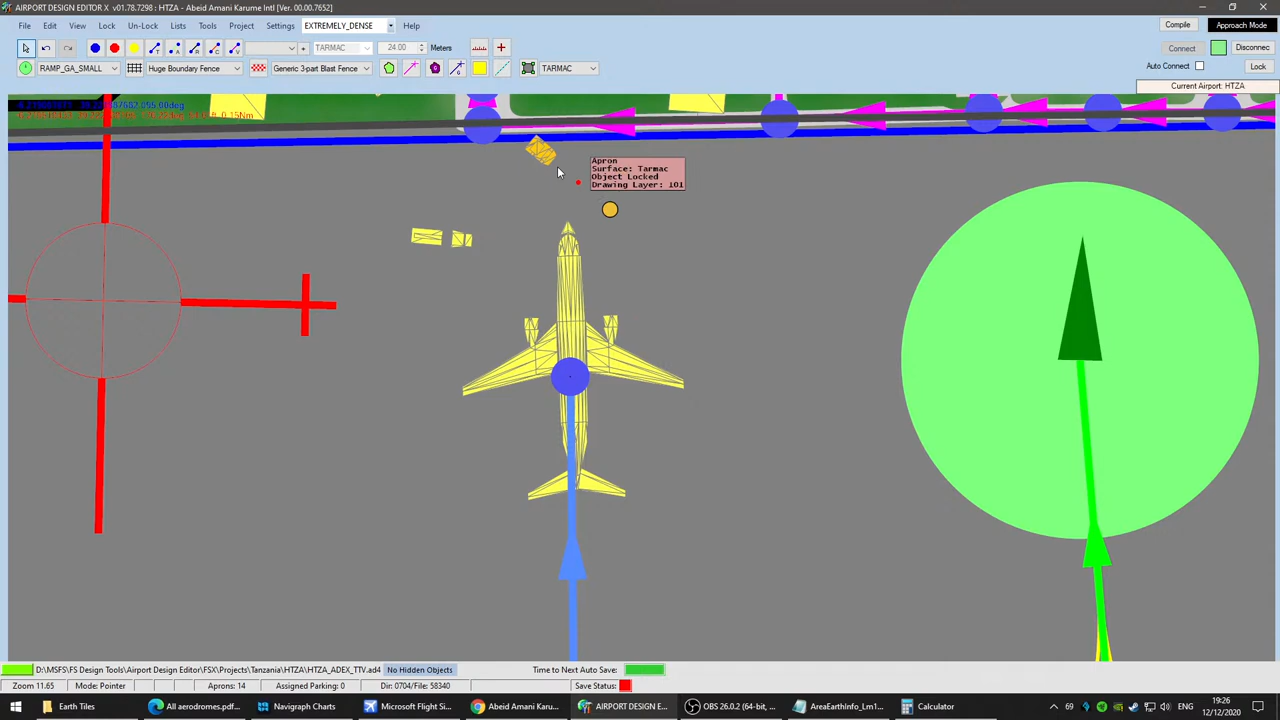 AIRPORT DESIGN EDITOR X v01.78.7298 : HTZA - Abeid Amani Karume Intl [Ver. 00.00.7652]
File Edit View Lock Un-Lock Lists Tools Project Settings EXTREMELY_DENSE Help
Compile
Approach Mode
TARMAC 24.00 Meters
Connect
Disconnect
RAMP_GA_SMALL Huge Boundary Fence Generic 3-part Blast Fence TARMAC
Auto Connect
Lock
Current Airport: HTZA
Apron
Surface: Tarmac
Object Locked
Drawing Layer: 101
D:\MSFS\FS Design Tools\Airport Design Editor\FSX\Projects\Tanzania\HTZA\HTZA_ADEX_TTV.ad4 No Hidden Objects Time to Next Auto Save:
Zoom 11.65 Mode: Pointer Aprons: 14 Assigned Parking: 0 Dir: 0704/File: 58340 Save Status:
Earth Tiles All aerodromes.pdf... Navigraph Charts Microsoft Flight Si... Abeid Amani Karu... AIRPORT DESIGN E... OBS 26.0.2 (64-bit, ... AreaEarthInfo_Lm1... Calculator 69 19:26
12/12/2020